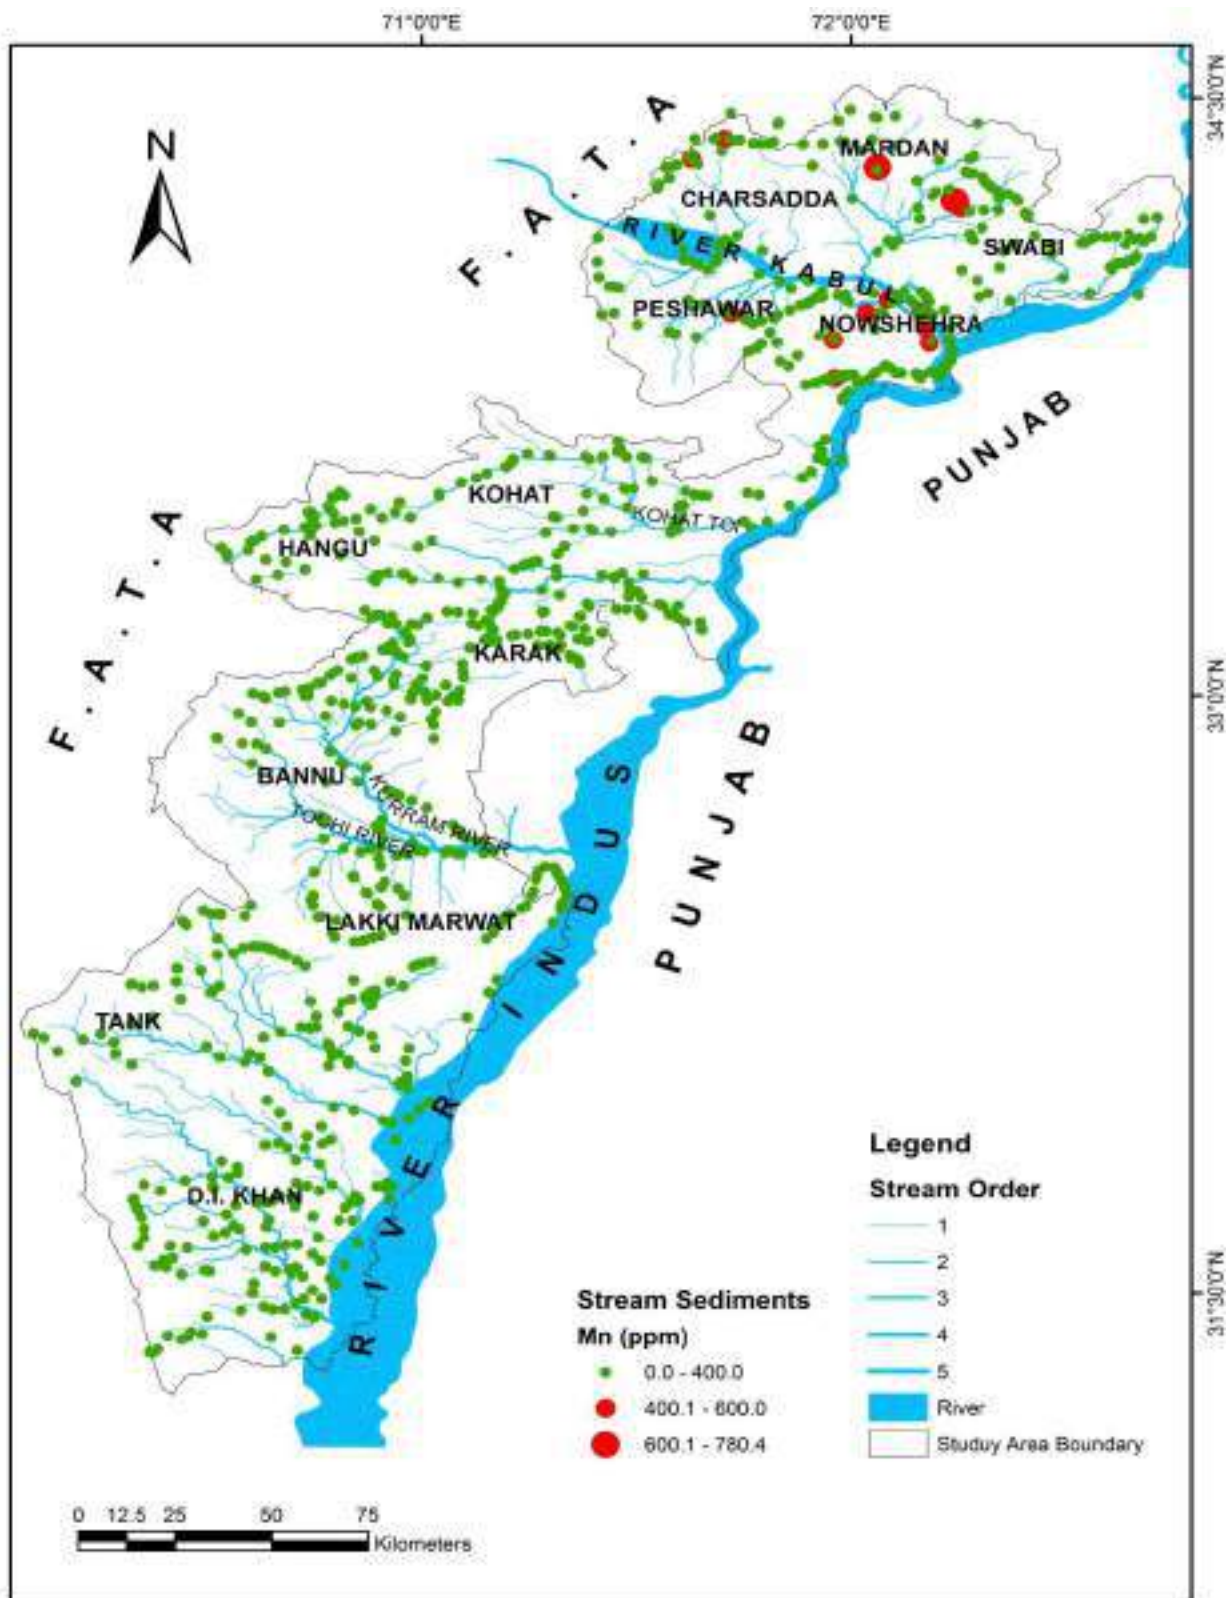 71°0'0"E
72°0'0"E
34°30'0"N
33°0'0"N
31°30'0"N
N
F.A.T.A
F.A.T.A
MARDAN
CHARSADDA
RIVER KABUL
SWABI
PESHAWAR
NOWSHEHRA
PUNJAB
KOHAT
KOHAT TOI
HANGU
KARAK
PUNJAB
BANNU
KURRAM RIVER
TOCHI RIVER
LAKKI MARWAT
TANK
RIVER INDUS
D.I. KHAN
Legend
Stream Order
1
2
3
4
5
River
Studuy Area Boundary
Stream Sediments
Mn (ppm)
0.0 - 400.0
400.1 - 600.0
600.1 - 780.4
0 12.5 25 50 75
Kilometers